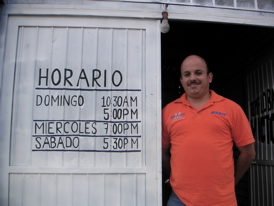 HORARIO
DOMINGO 10:30AM
5:00PM
MIERCOLES 7:00PM
SABADO 5:30PM